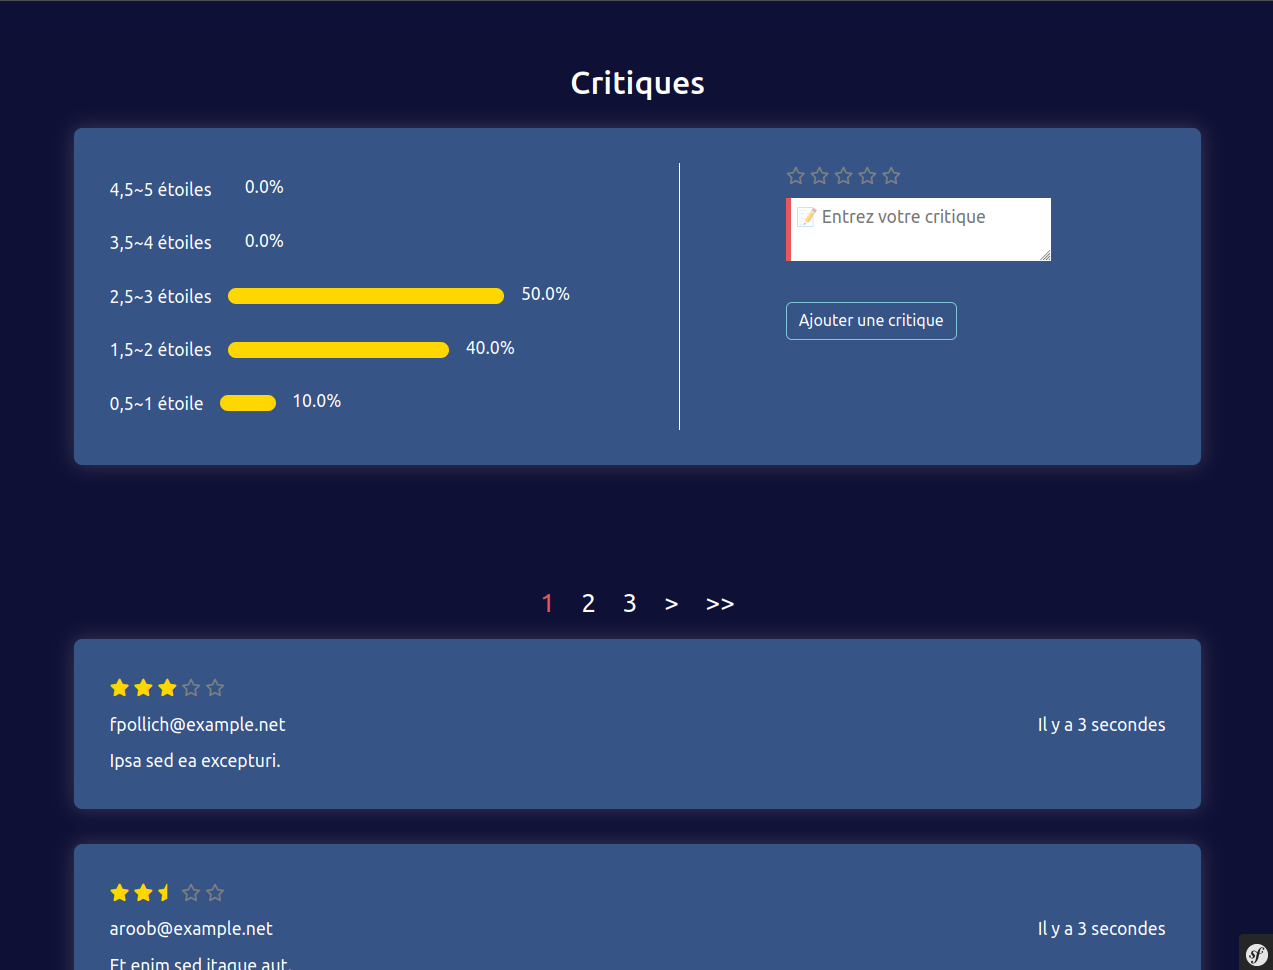 Critiques
4,5~5 étoiles 0.0%
3,5~4 étoiles 0.0%
2,5~3 étoiles 50.0%
1,5~2 étoiles 40.0%
0,5~1 étoile 10.0%
📝 Entrez votre critique
Ajouter une critique
1 2 3 > >>
fpollich@example.net Il y a 3 secondes
Ipsa sed ea excepturi.
aroob@example.net Il y a 3 secondes
Et enim sed itaque aut.
sf